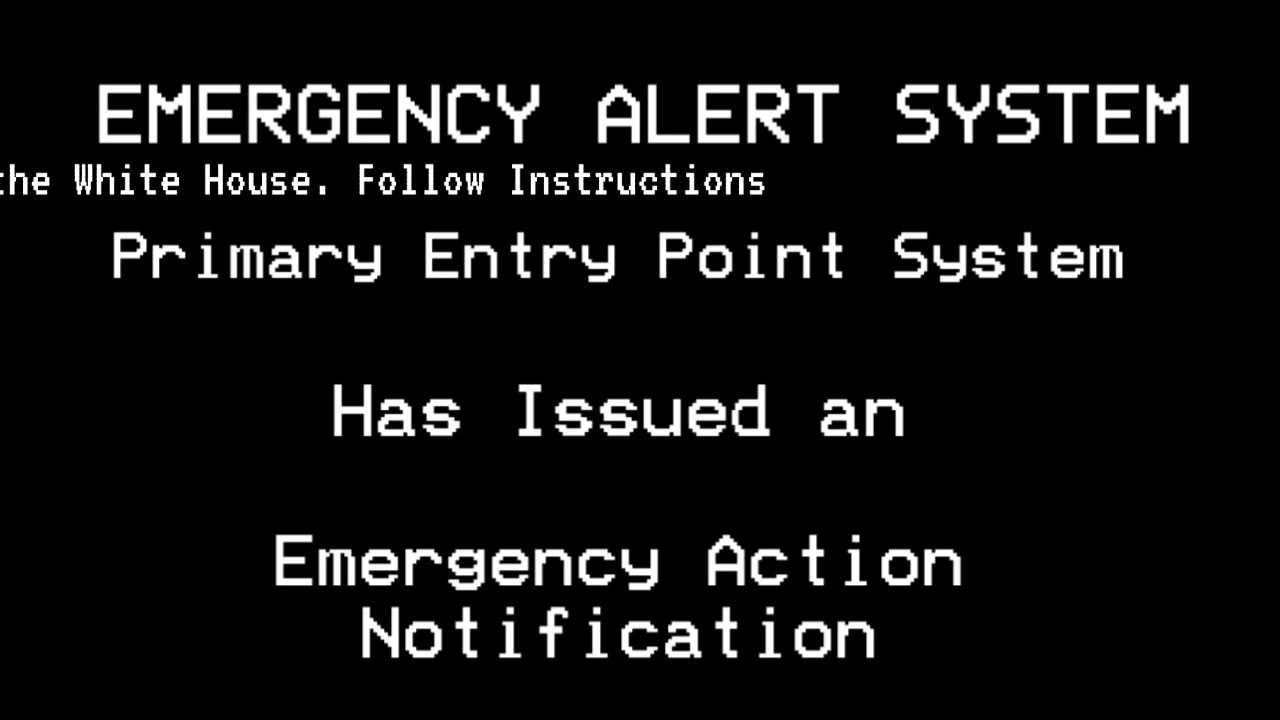 EMERGENCY ALERT SYSTEM
the White House. Follow Instructions
Primary Entry Point System
Has Issued an
Emergency Action
Notification